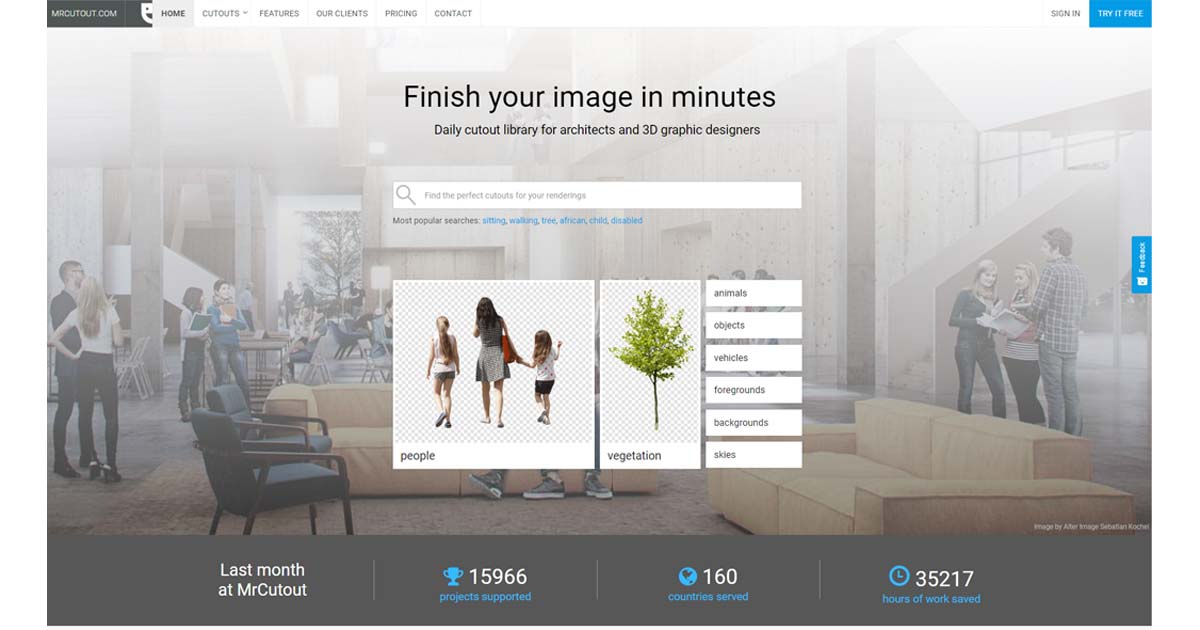 MRCUTOUT.COM
HOME
CUTOUTS
FEATURES
OUR CLIENTS
PRICING
CONTACT
SIGN IN
TRY IT FREE
Finish your image in minutes
Daily cutout library for architects and 3D graphic designers
Find the perfect cutouts for your renderings
Most popular searches: sitting, walking, tree, african, child, disabled
Feedback
people
vegetation
animals
objects
vehicles
foregrounds
backgrounds
skies
Image by After Image Sebatian Kochel
Last month
at MrCutout
15966
projects supported
160
countries served
35217
hours of work saved